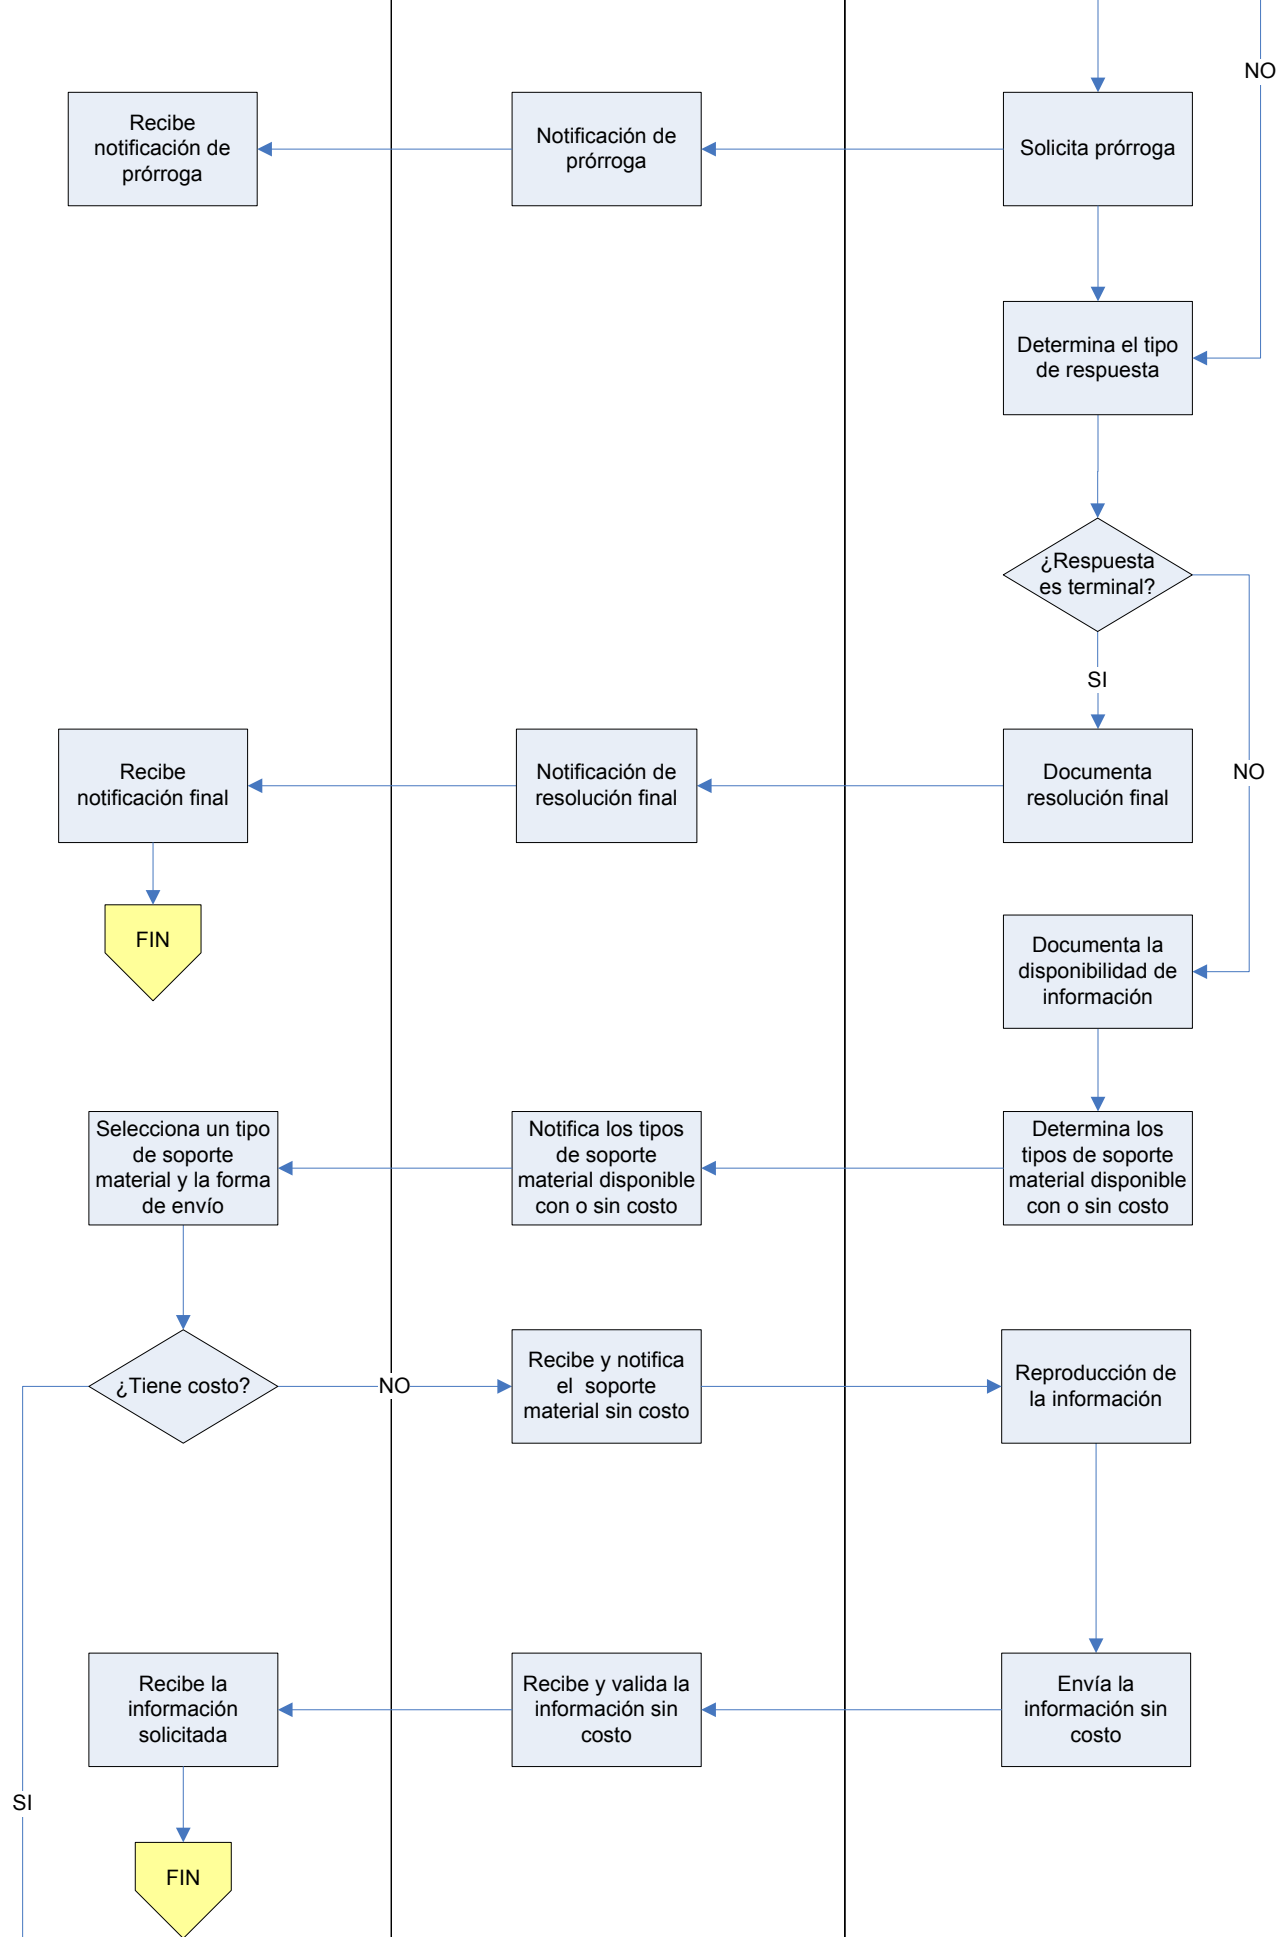 NO
Recibe
notificación de
prórroga
Notificación de
prórroga
Solicita prórroga
Determina el tipo
de respuesta
¿Respuesta
es terminal?
SI
NO
Recibe
notificación final
Notificación de
resolución final
Documenta
resolución final
FIN
Documenta la
disponibilidad de
información
Selecciona un tipo
de soporte
material y la forma
de envío
Notifica los tipos
de soporte
material disponible
con o sin costo
Determina los
tipos de soporte
material disponible
con o sin costo
¿Tiene costo?
NO
Recibe y notifica
el soporte
material sin costo
Reproducción de
la información
Recibe la
información
solicitada
Recibe y valida la
información sin
costo
Envía la
información sin
costo
SI
FIN